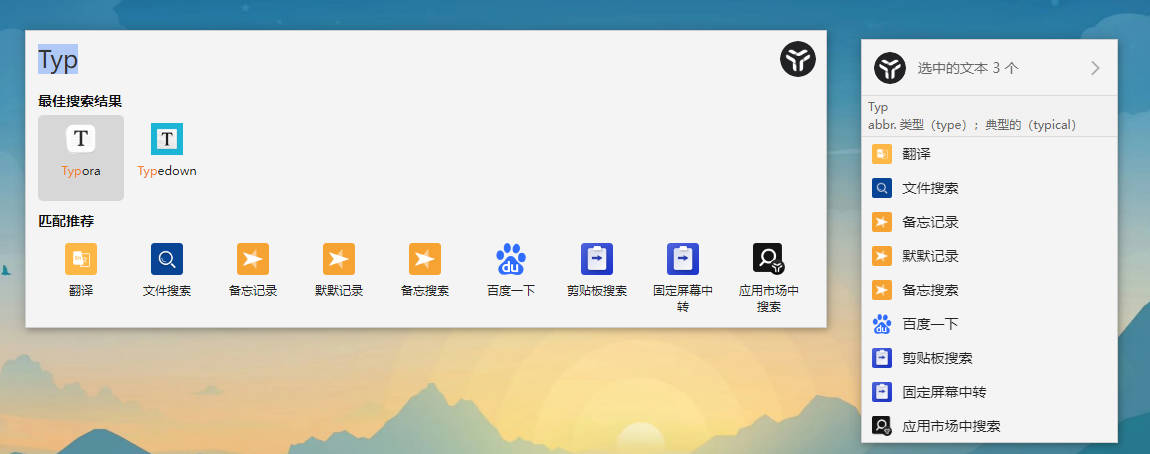 Typ
最佳搜索结果
T
T
Typora
Typedown
匹配推荐
du
翻译
文件搜索
备忘记录
默默记录
备忘搜索
百度一下
剪贴板搜索
固定屏幕中
转
应用市场中
搜索
选中的文本 3 个
Typ
abbr. 类型（type）；典型的（typical）
翻译
文件搜索
备忘记录
默默记录
备忘搜索
du
百度一下
剪贴板搜索
固定屏幕中转
应用市场中搜索